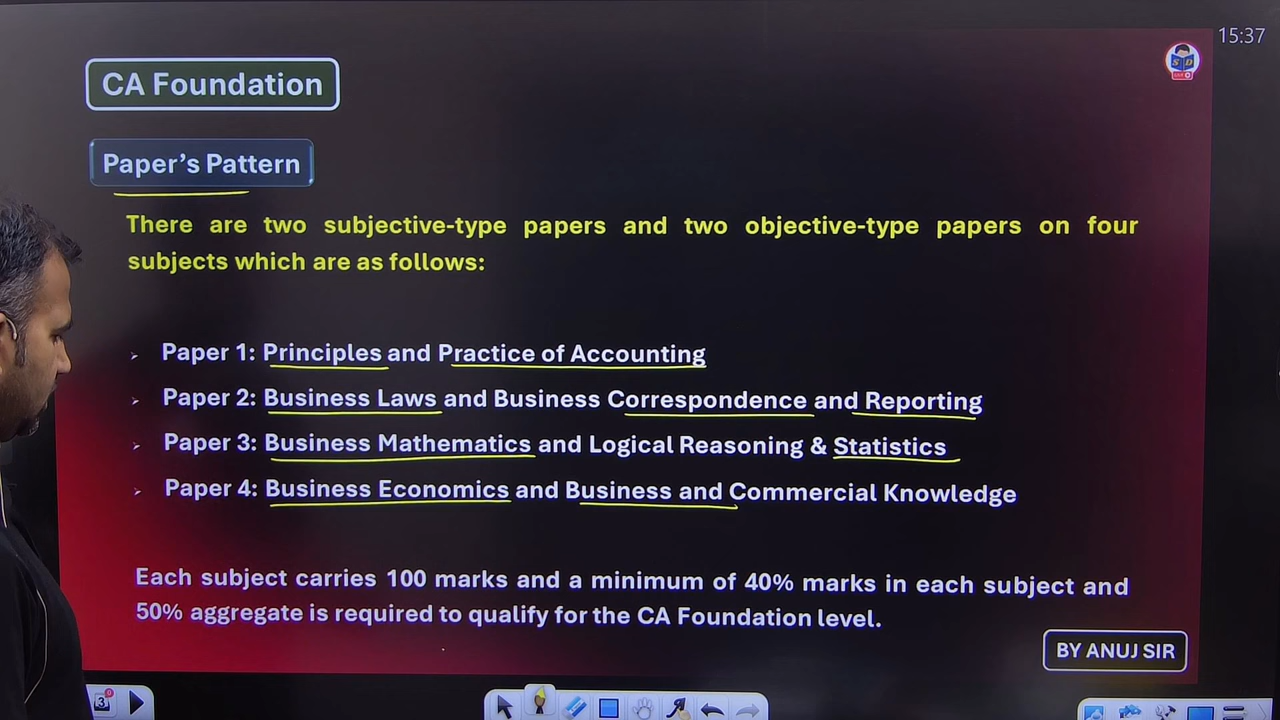 15:37
CA Foundation
S D
Paper's Pattern
There are two subjective-type papers and two objective-type papers on four
subjects which are as follows:
➢ Paper 1: Principles and Practice of Accounting
➢ Paper 2: Business Laws and Business Correspondence and Reporting
➢ Paper 3: Business Mathematics and Logical Reasoning & Statistics
➢ Paper 4: Business Economics and Business and Commercial Knowledge
Each subject carries 100 marks and a minimum of 40% marks in each subject and
50% aggregate is required to qualify for the CA Foundation level.
BY ANUJ SIR